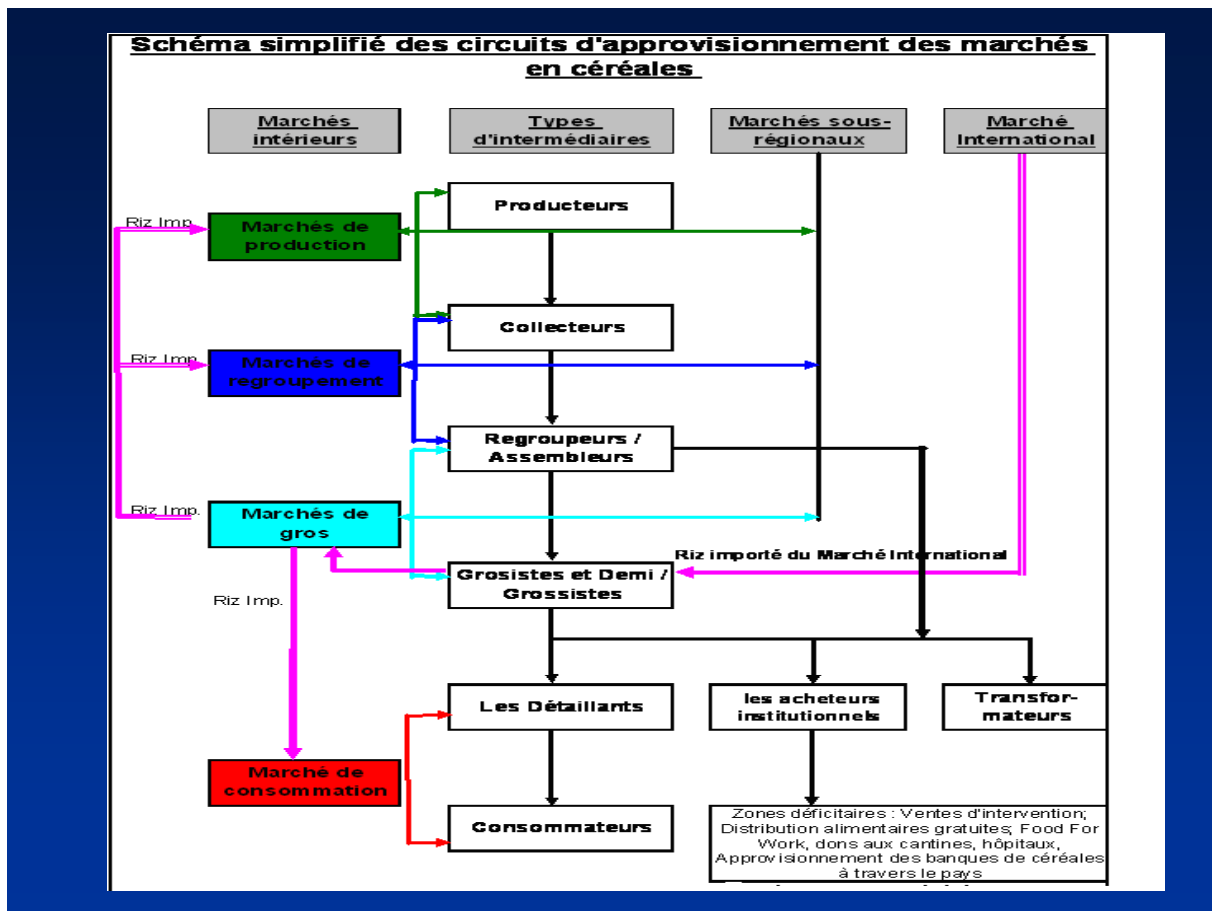 Schéma simplifié des circuits d'approvisionnement des marchés
en céréales
Marchés
intérieurs
Types
d'intermédiaires
Marchés sous-
régionaux
Marché
International
Producteurs
Riz Imp.
Marchés de
production
Collecteurs
Riz Imp.
Marchés de
regroupement
Regroupeurs /
Assembleurs
Riz Imp.
Marchés de
gros
Riz importé du Marché International
Grosistes et Demi /
Grossistes
Riz Imp.
Les Détaillants
les acheteurs
institutionnels
Transfor-
mateurs
Marché de
consommation
Consommateurs
Zones déficitaires : Ventes d'intervention;
Distribution alimentaires gratuites; Food For
Work, dons aux cantines, hôpitaux,
Approvisionnement des banques de céréales
à travers le pays